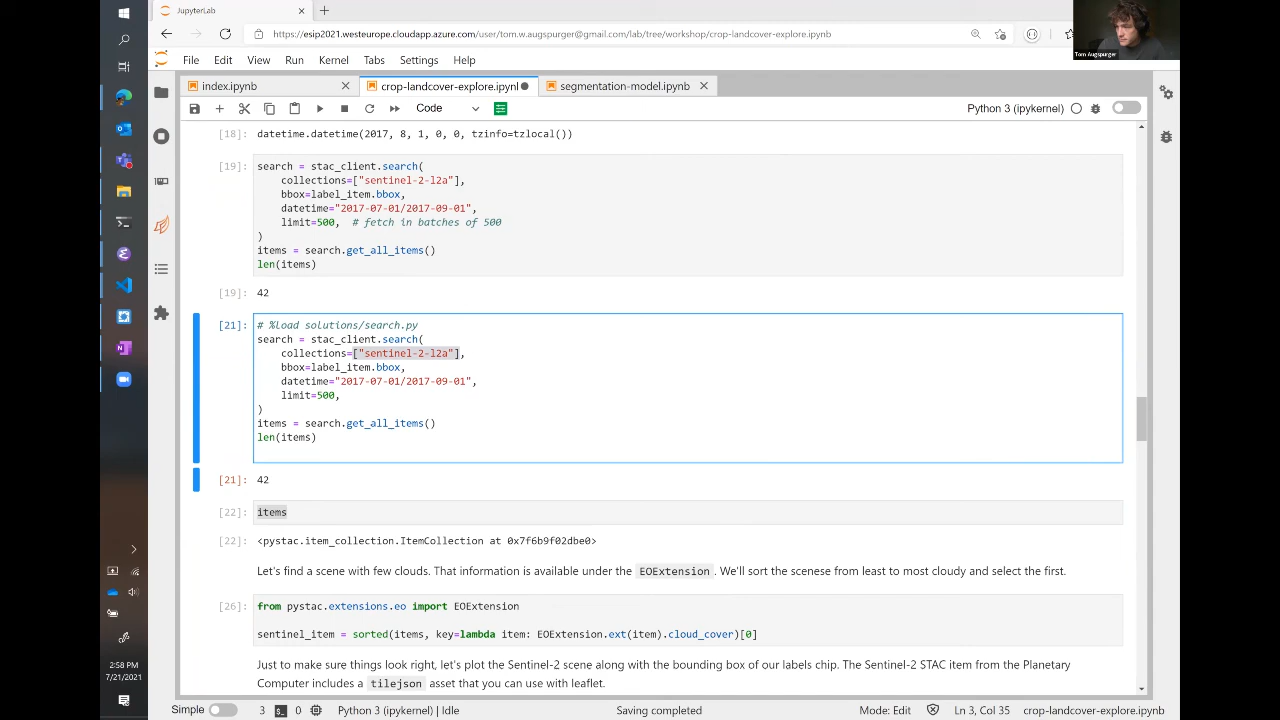 JupyterLab
https://esip2021.westeurope.cloudapp.azure.com/user/tom.w.augspurger@gmail.com/lab/tree/workshop/crop-landcover-explore.ipynb
Tom Augspurger
File Edit View Run Kernel ttings Help
index.ipynb
crop-landcover-explore.ipynl
segmentation-model.ipynb
Code
Python 3 (ipykernel)
[18]: datetime.datetime(2017, 8, 1, 0, 0, tzinfo=tzlocal())
[19]: search = stac_client.search(
collections=["sentinel-2-l2a"],
bbox=label_item.bbox,
datetime="2017-07-01/2017-09-01",
limit=500,  # fetch in batches of 500
)
items = search.get_all_items()
len(items)
[19]: 42
[21]: # %load solutions/search.py
search = stac_client.search(
collections=["sentinel-2-l2a"],
bbox=label_item.bbox,
datetime="2017-07-01/2017-09-01",
limit=500,
)
items = search.get_all_items()
len(items)
[21]: 42
[22]: items
[22]: <pystac.item_collection.ItemCollection at 0x7f6b9f02dbe0>
Let's find a scene with few clouds. That information is available under the EOExtension . We'll sort the scenese from least to most cloudy and select the first.
[26]: from pystac.extensions.eo import EOExtension
sentinel_item = sorted(items, key=lambda item: EOExtension.ext(item).cloud_cover)[0]
Just to make sure things look right, let's plot the Sentinel-2 scene along with the bounding box of our labels chip. The Sentinel-2 STAC item from the Planetary
Computer includes a tilejson asset that you can use with leaflet.
2:58 PM
7/21/2021
Simple 3 0 Python 3 (ipykernel) | Idle Saving completed Mode: Edit Ln 3, Col 35 crop-landcover-explore.ipynb